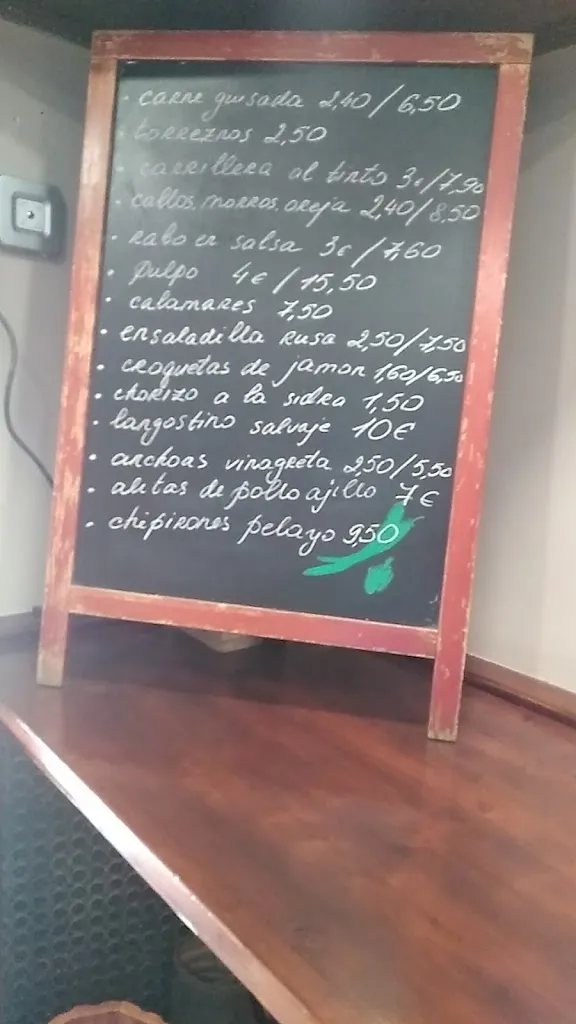 · carne guisada 2,40/6,50
· torreznos 2,50
· carrillera al tinto 3€/7,90
· callos, morros, oreja 2,40/8,50
· rabo en salsa 3€/7,60
· pulpo 4€/15,50
· calamares 7,50
· ensaladilla rusa 2,50/7,50
· croquetas de jamon 1,60/6,50
· chorizo a la sidra 1,50
· langostino salvaje 10€
· anchoas vinagreta 2,50/5,50
· alitas de pollo ajillo 7€
· chipirones pelayo 9,50